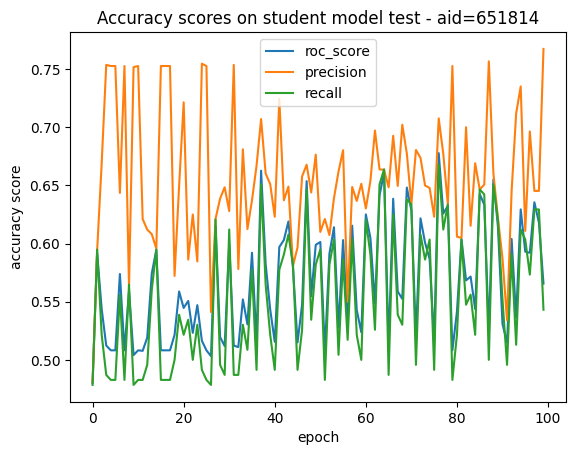 Accuracy scores on student model test - aid=651814
roc_score
precision
recall
accuracy score
0.75
0.70
0.65
0.60
0.55
0.50
0
20
40
60
80
100
epoch